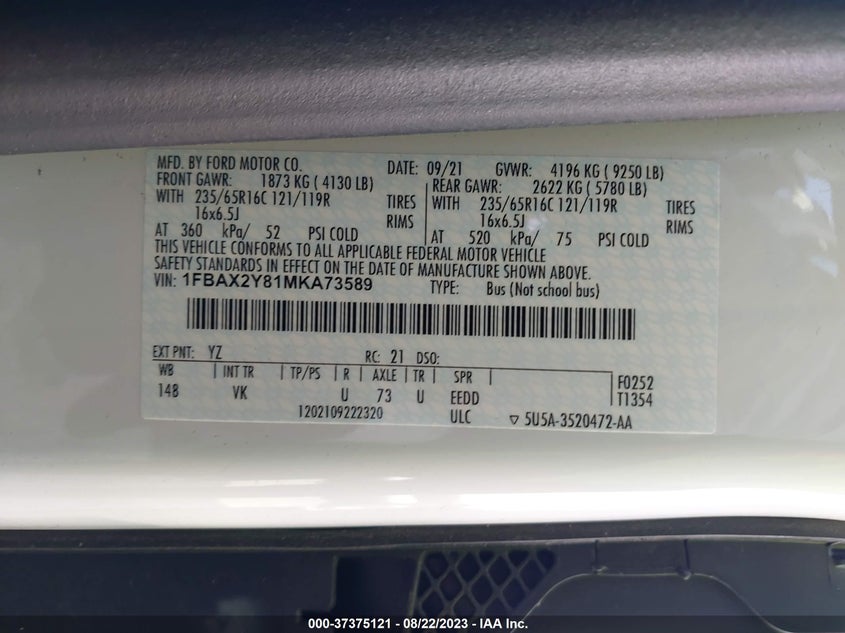 MFD. BY FORD MOTOR CO. DATE: 09/21 GVWR: 4196 KG ( 9250 LB)
FRONT GAWR: 1873 KG ( 4130 LB) REAR GAWR: 2622 KG ( 5780 LB)
WITH 235/65R16C 121/119R TIRES WITH 235/65R16C 121/119R TIRES
16x6.5J RIMS 16x6.5J RIMS
AT 360 kPa/ 52 PSI COLD AT 520 kPa/ 75 PSI COLD
THIS VEHICLE CONFORMS TO ALL APPLICABLE FEDERAL MOTOR VEHICLE
SAFETY STANDARDS IN EFFECT ON THE DATE OF MANUFACTURE SHOWN ABOVE.
VIN: 1FBAX2Y81MKA73589 TYPE: Bus (Not school bus)
EXT PNT: YZ RC: 21 DSO:
WB INT TR TP/PS R AXLE TR SPR F0252
148 VK U 73 U EEDD T1354
1202109222320 ULC ▽ 5U5A-3520472-AA
000-37375121 - 08/22/2023 - IAA Inc.